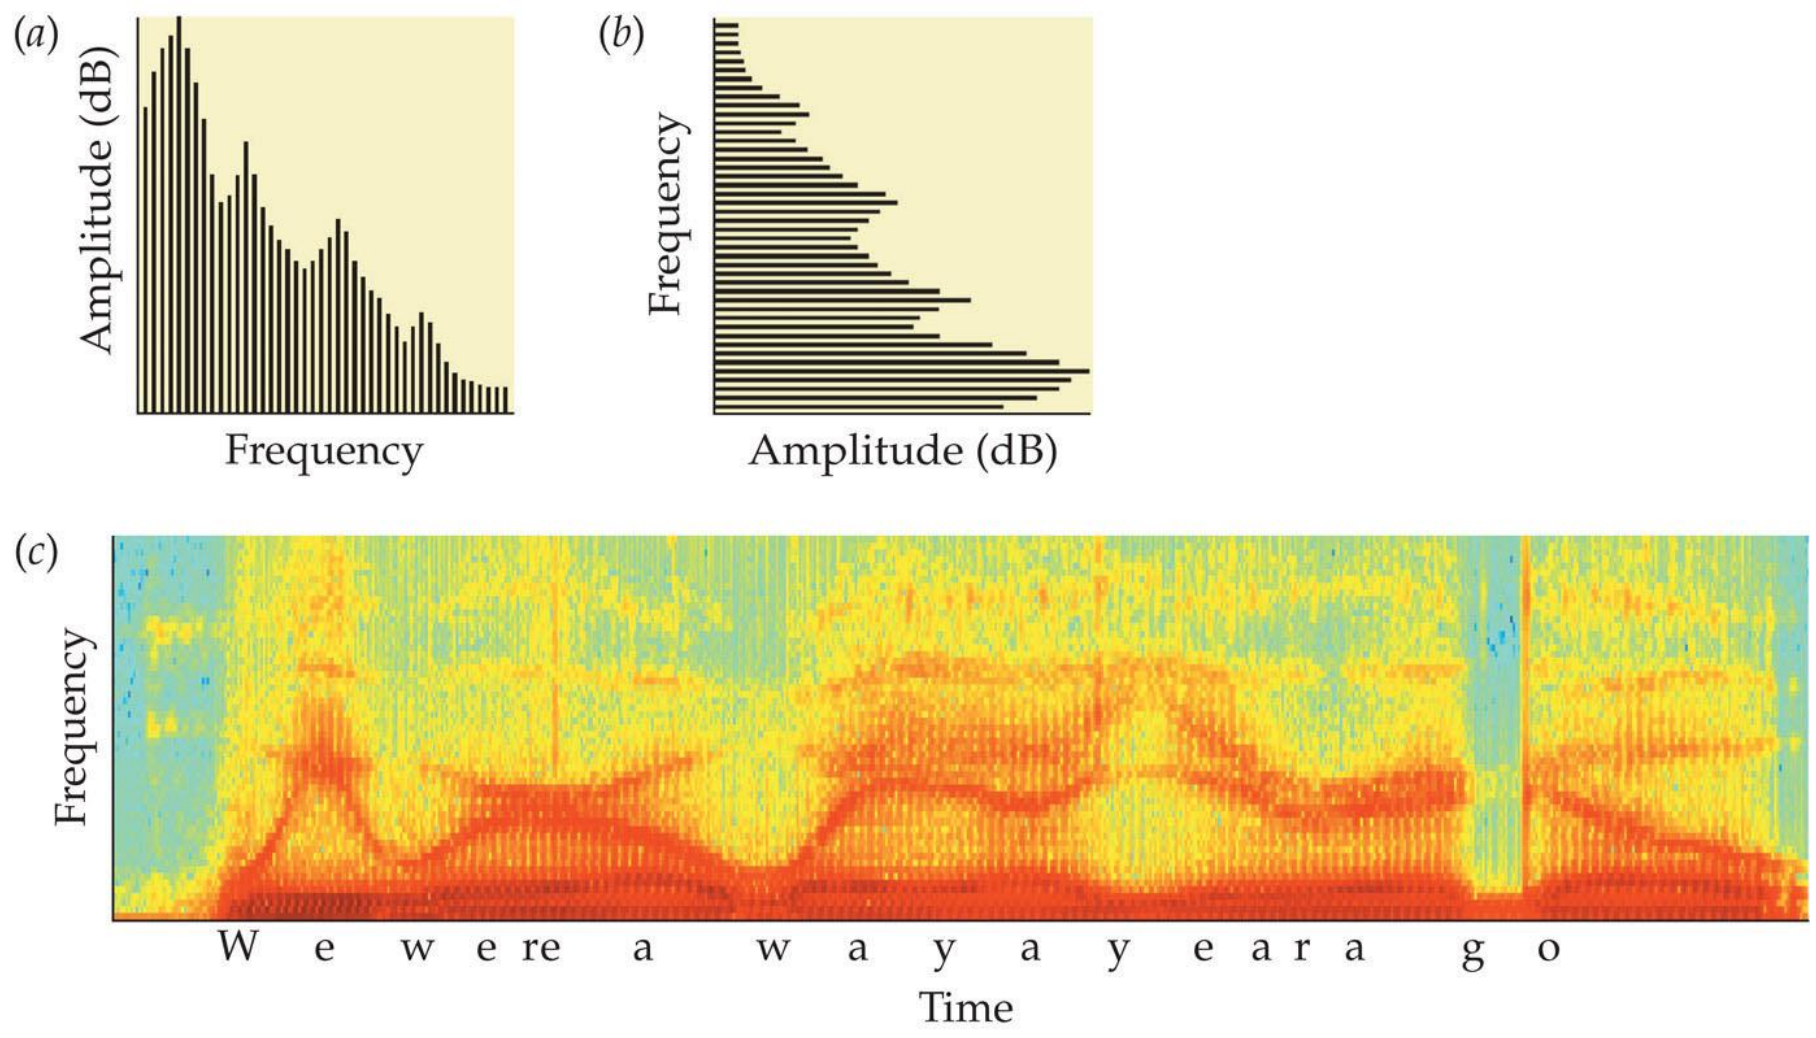 (a)
Amplitude (dB)
Frequency
(b)
Frequency
Amplitude (dB)
(c)
Frequency
W e w e re a w a y a y e a r a g o
Time